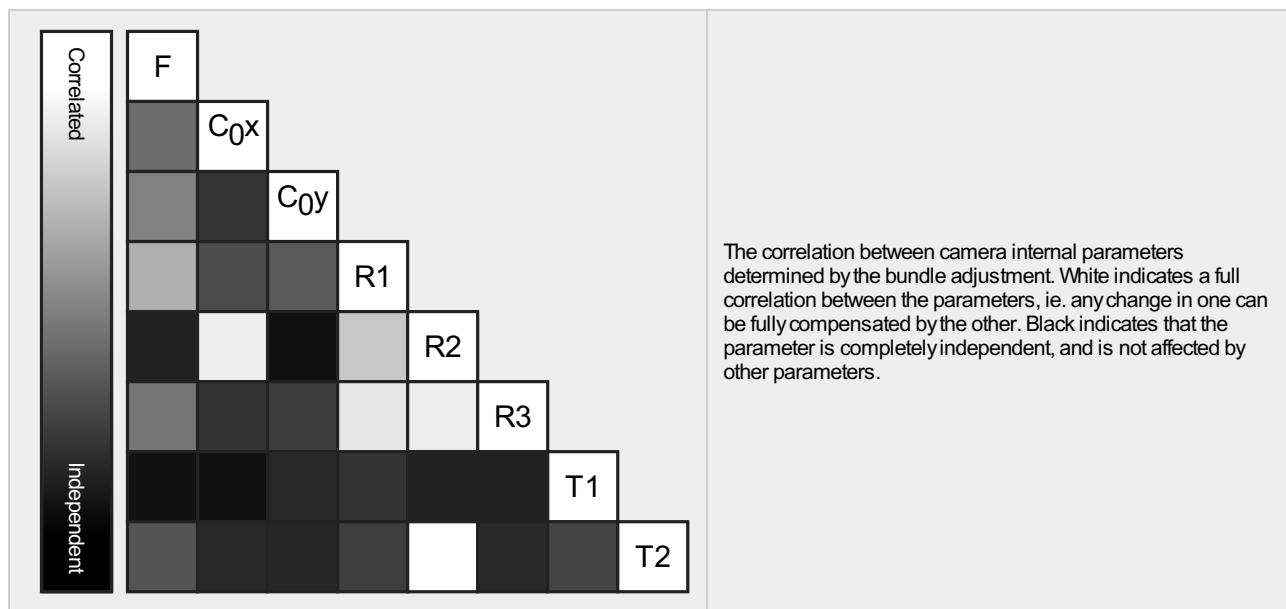 Correlated
Independent
F
C0x
C0y
R1
R2
R3
T1
T2
The correlation between camera internal parameters
determined by the bundle adjustment. White indicates a full
correlation between the parameters, ie. any change in one can
be fully compensated by the other. Black indicates that the
parameter is completely independent, and is not affected by
other parameters.